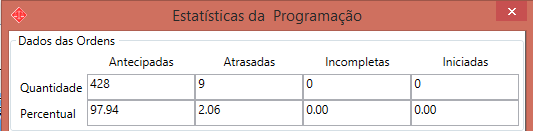 Estatísticas da Programação
Dados das Ordens
Antecipadas Atrasadas Incompletas Iniciadas
Quantidade 428 9 0 0
Percentual 97.94 2.06 0.00 0.00